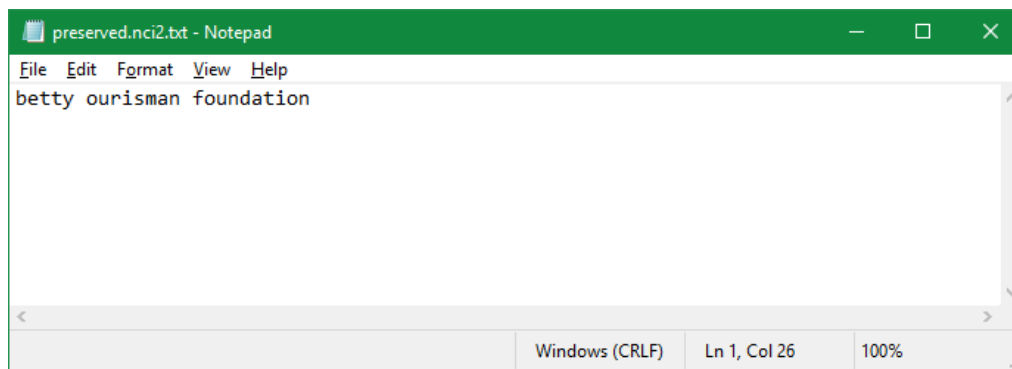 preserved.nci2.txt - Notepad
File Edit Format View Help
betty ourisman foundation
Windows (CRLF) Ln 1, Col 26 100%